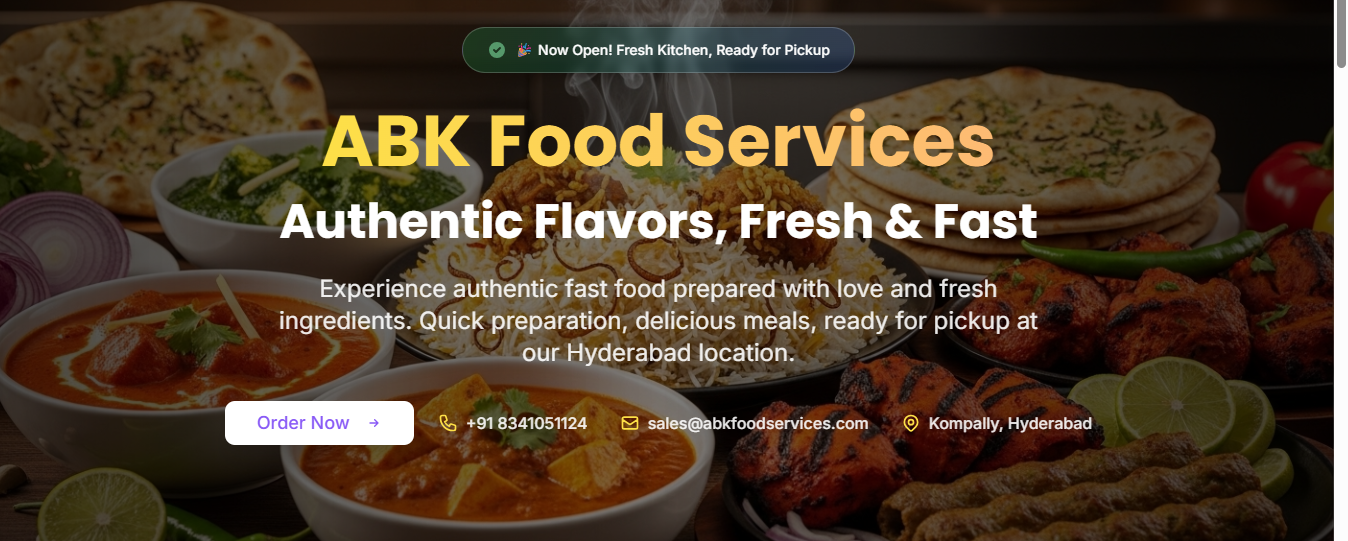 🎉 Now Open! Fresh Kitchen, Ready for Pickup
ABK Food Services
Authentic Flavors, Fresh & Fast
Experience authentic fast food prepared with love and fresh
ingredients. Quick preparation, delicious meals, ready for pickup at
our Hyderabad location.
Order Now → +91 8341051124 sales@abkfoodservices.com Kompally, Hyderabad